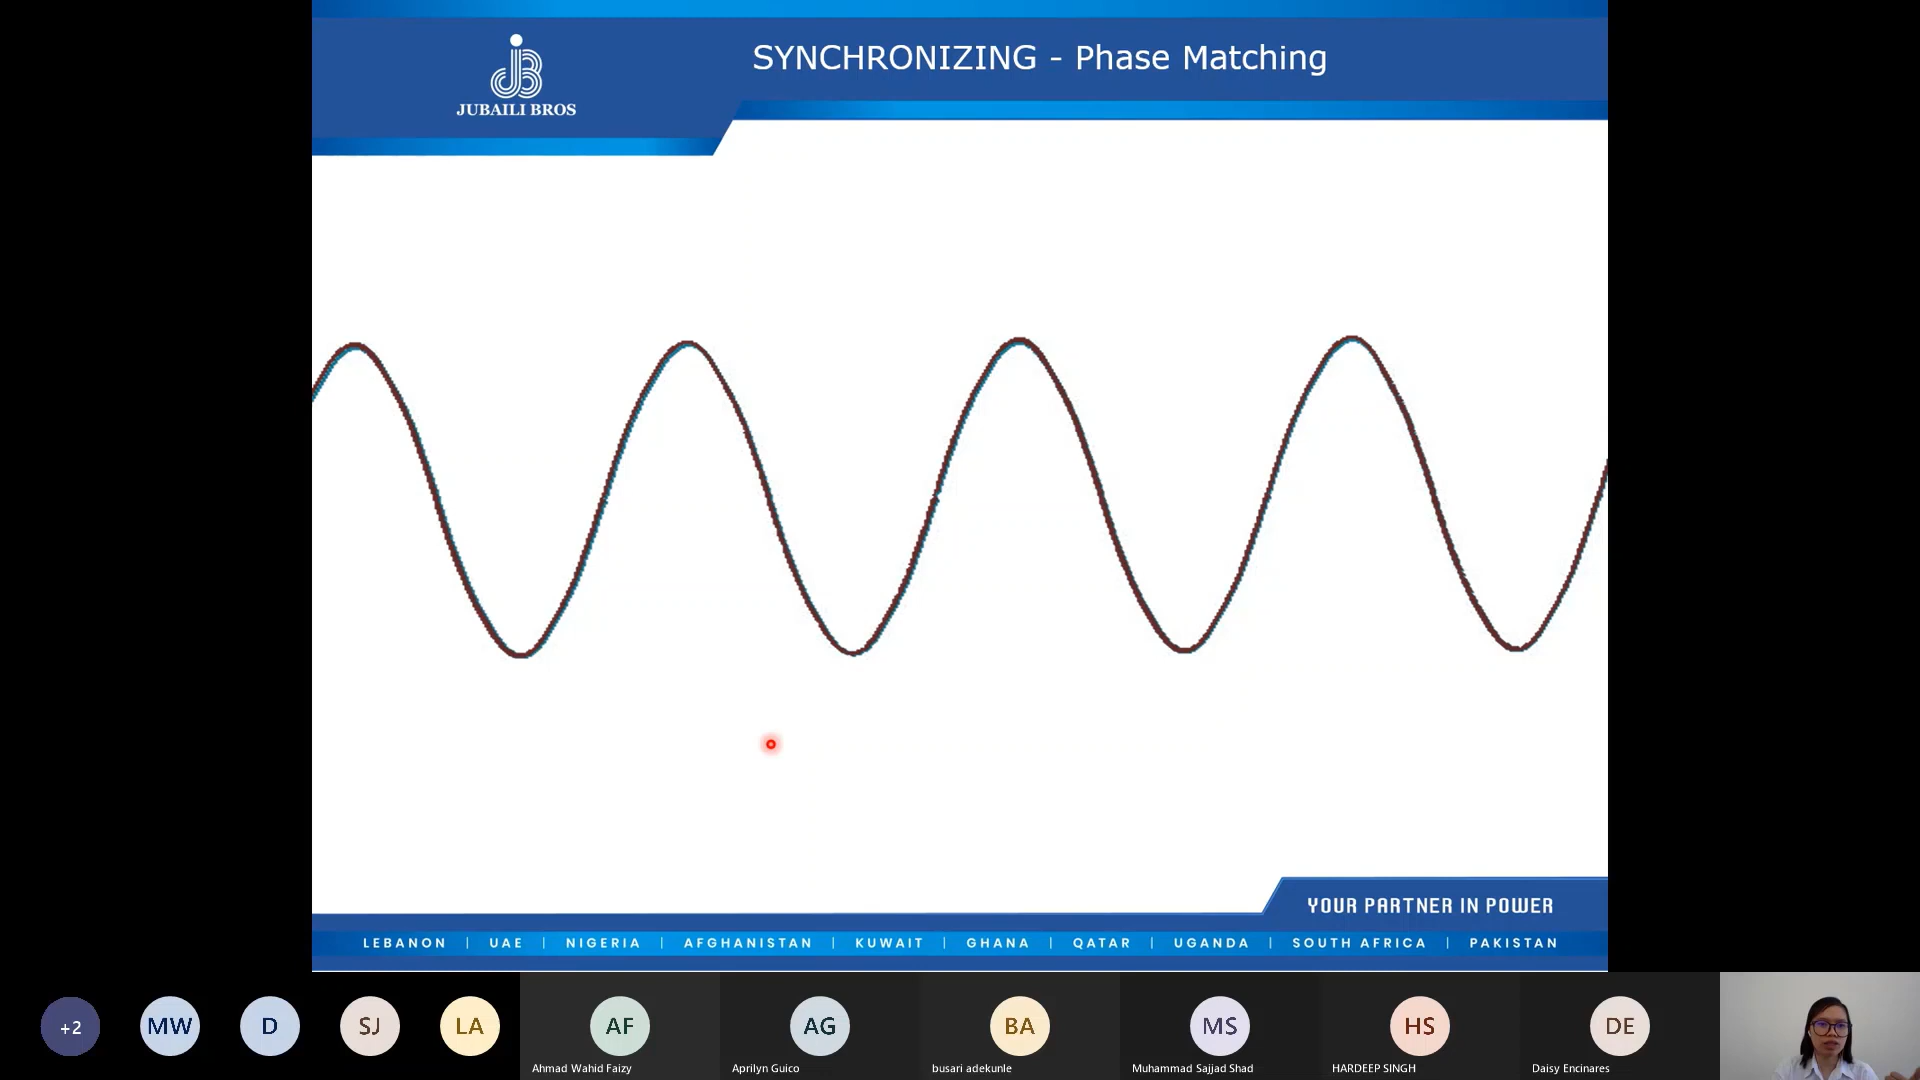 SYNCHRONIZING - Phase Matching
JUBAILI BROS
YOUR PARTNER IN POWER
LEBANON | UAE | NIGERIA | AFGHANISTAN | KUWAIT | GHANA | QATAR | UGANDA | SOUTH AFRICA | PAKISTAN
+2 MW D SJ LA AF AG BA MS HS DE
Ahmad Wahid Faizy Aprilyn Guico busari adekunle Muhammad Sajjad Shad HARDEEP SINGH Daisy Encinares